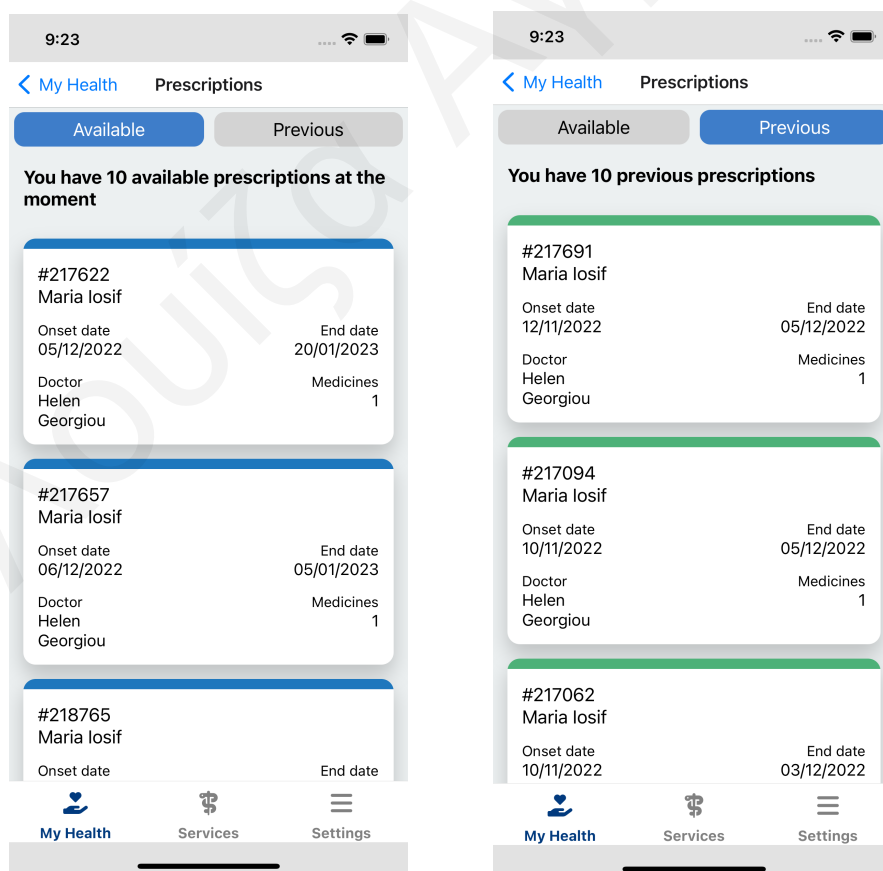 9:23
My Health Prescriptions
Available Previous
You have 10 available prescriptions at the
moment
#217622
Maria Iosif
Onset date End date
05/12/2022 20/01/2023
Doctor Medicines
Helen 1
Georgiou
#217657
Maria Iosif
Onset date End date
06/12/2022 05/01/2023
Doctor Medicines
Helen 1
Georgiou
#218765
Maria Iosif
Onset date End date
My Health Services Settings
9:23
My Health Prescriptions
Available Previous
You have 10 previous prescriptions
#217691
Maria Iosif
Onset date End date
12/11/2022 05/12/2022
Doctor Medicines
Helen 1
Georgiou
#217094
Maria Iosif
Onset date End date
10/11/2022 05/12/2022
Doctor Medicines
Helen 1
Georgiou
#217062
Maria Iosif
Onset date End date
10/11/2022 03/12/2022
My Health Services Settings